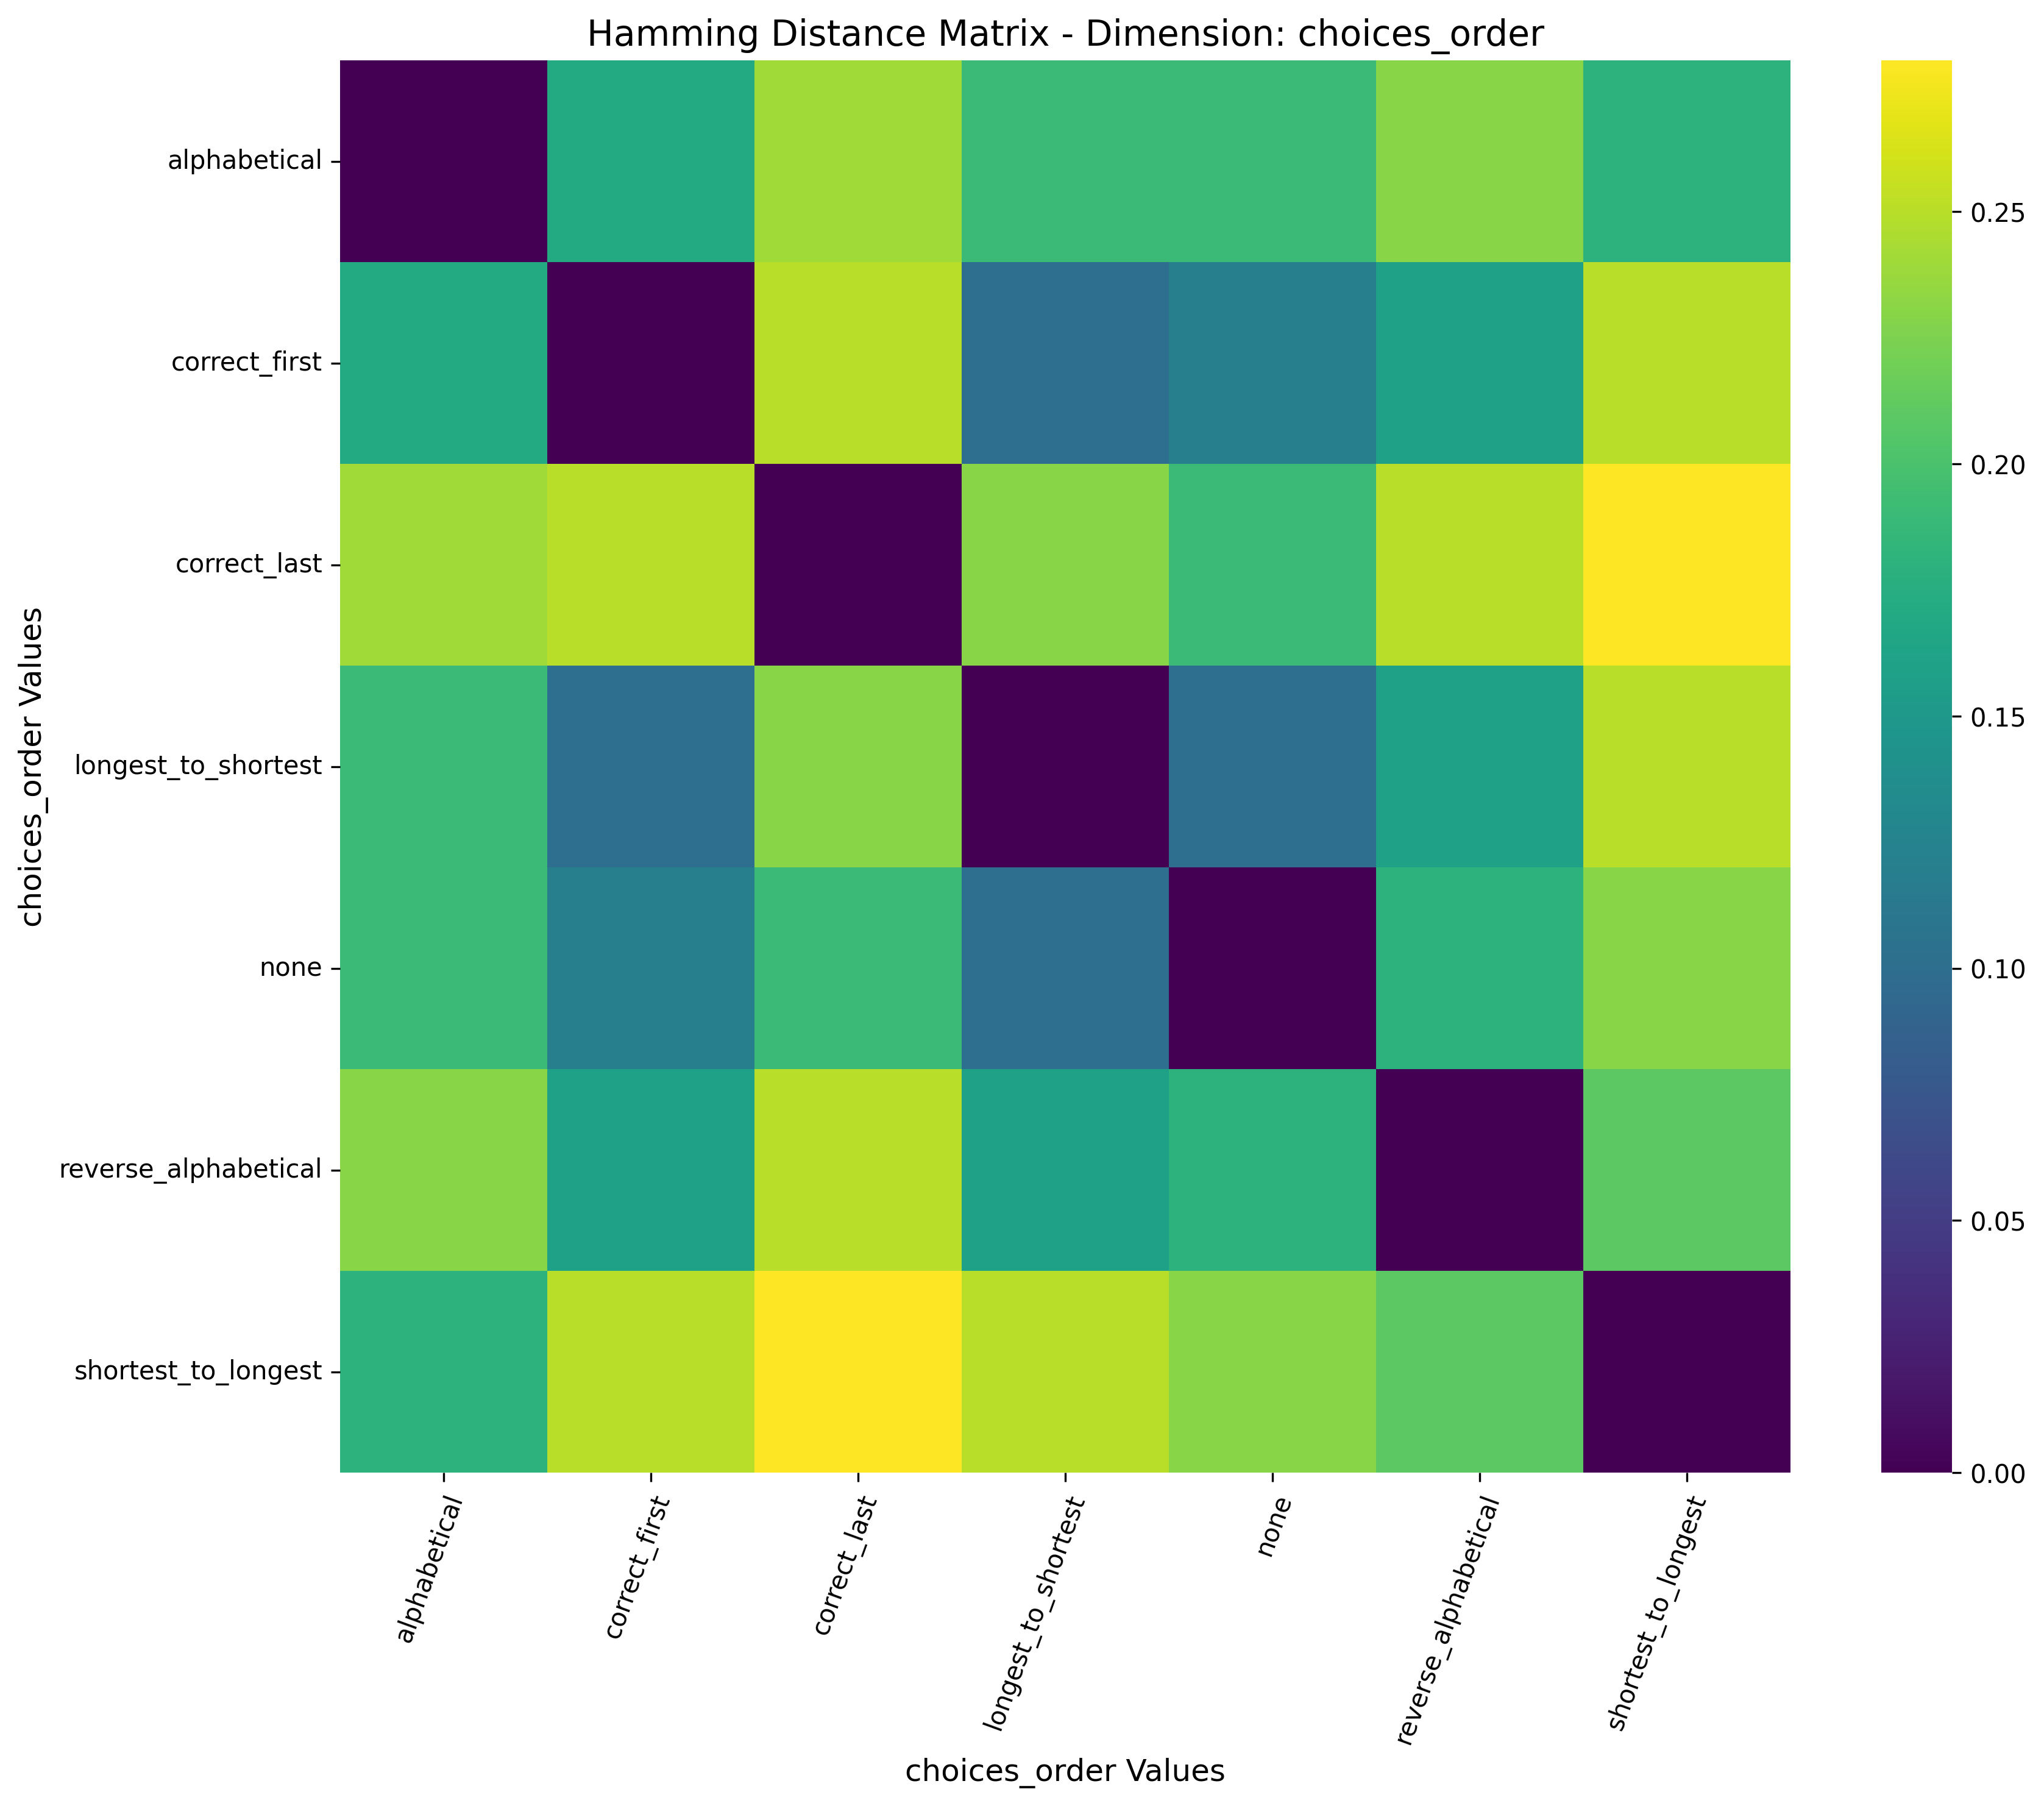 Hamming Distance Matrix - Dimension: choices_order
alphabetical
correct_first
correct_last
longest_to_shortest
none
reverse_alphabetical
shortest_to_longest
choices_order Values
alphabetical
correct_first
correct_last
longest_to_shortest
none
reverse_alphabetical
shortest_to_longest
choices_order Values
0.25
0.20
0.15
0.10
0.05
0.00